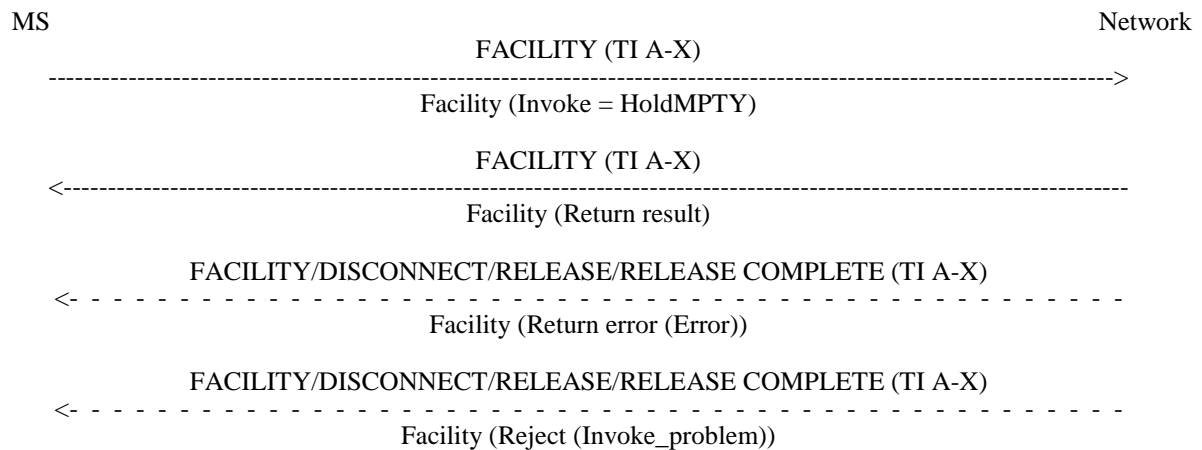 MS Network
FACILITY (TI A-X)
Facility (Invoke = HoldMPTY)
FACILITY (TI A-X)
Facility (Return result)
FACILITY/DISCONNECT/RELEASE/RELEASE COMPLETE (TI A-X)
Facility (Return error (Error))
FACILITY/DISCONNECT/RELEASE/RELEASE COMPLETE (TI A-X)
Facility (Reject (Invoke_problem))